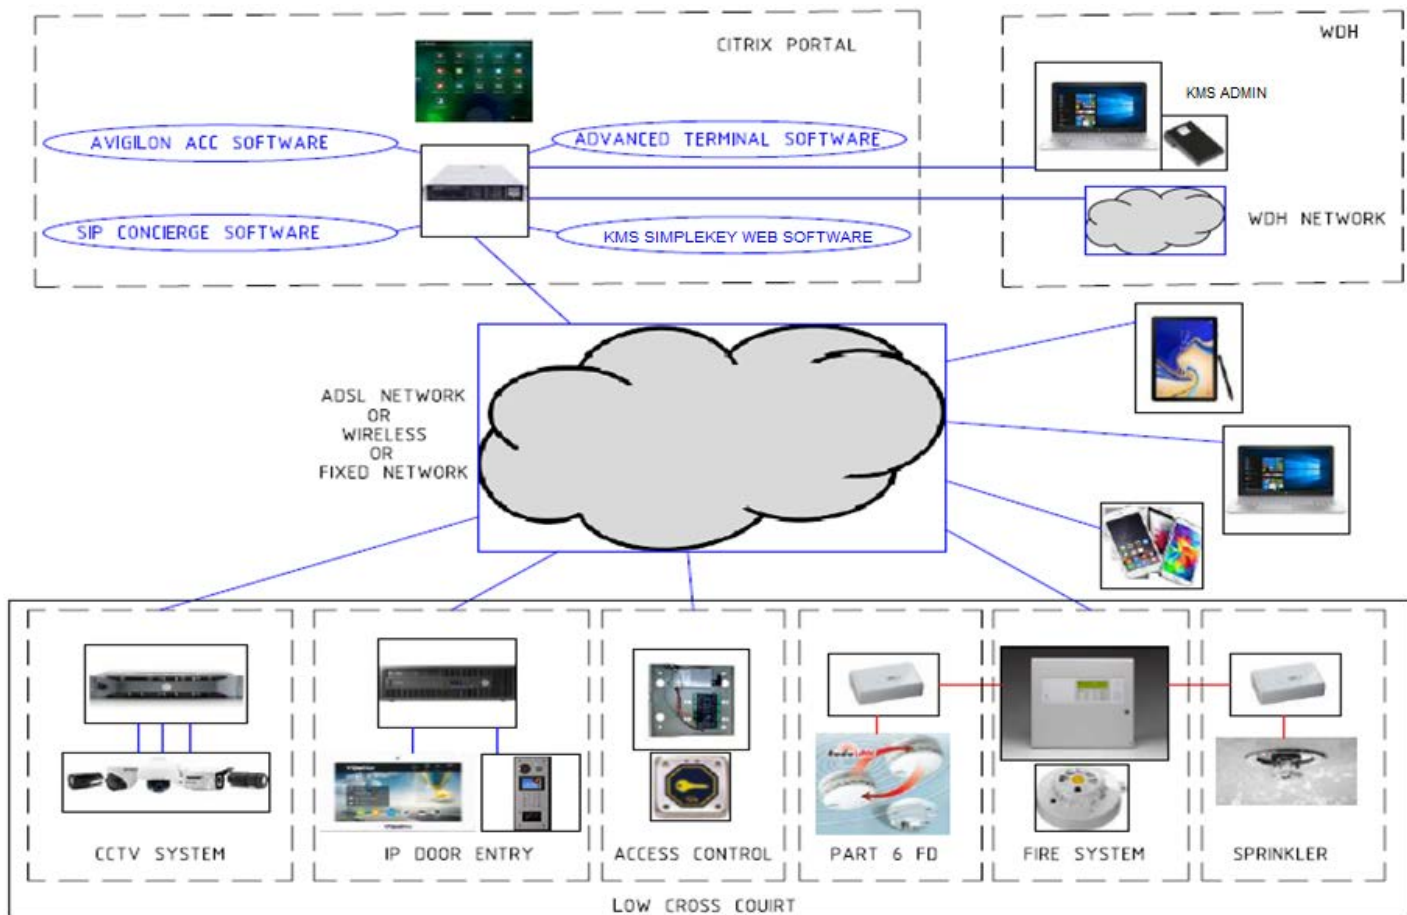 CITRIX PORTAL
WDH
KMS ADMIN
AVIGILON ACC SOFTWARE
ADVANCED TERMINAL SOFTWARE
SIP CONCIERGE SOFTWARE
KMS SIMPLEKEY WEB SOFTWARE
WDH NETWORK
ADSL NETWORK
OR
WIRELESS
OR
FIXED NETWORK
CCTV SYSTEM
IP DOOR ENTRY
ACCESS CONTROL
PART 6 FD
FIRE SYSTEM
SPRINKLER
LOW CROSS COUIRT